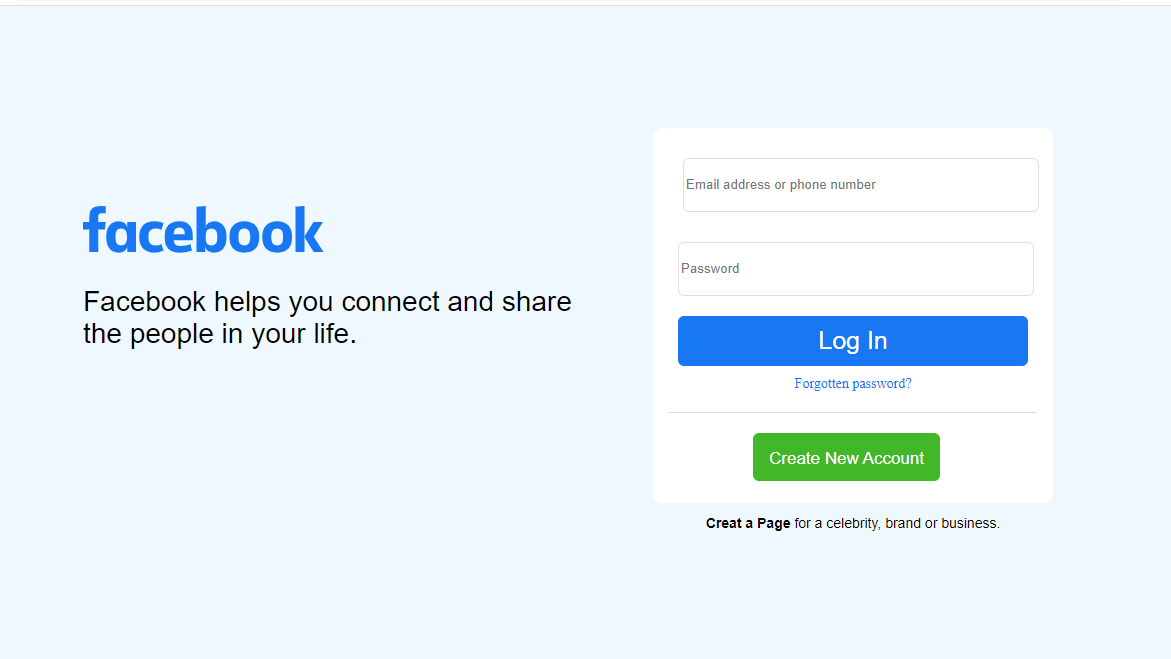 facebook
Facebook helps you connect and share
the people in your life.
Email address or phone number
Password
Log In
Forgotten password?
Create New Account
Creat a Page for a celebrity, brand or business.